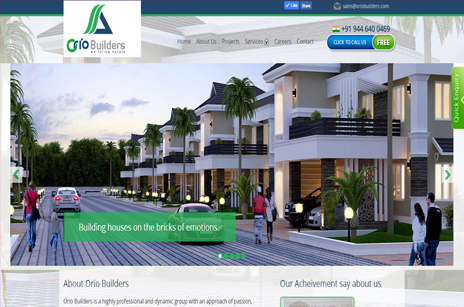 Like Share
sales@oriobuilders.com
Orio Builders
we follow nature
Home About Us Projects Services Careers Contact
+91 944 640 0469
CLICK TO CALL US FREE
Quick Enquiry
Building houses on the bricks of emotions.
About Orio Builders
Our Acheivement say about us
Orio Builders is a highly professional and dynamic group with an approach of passion,